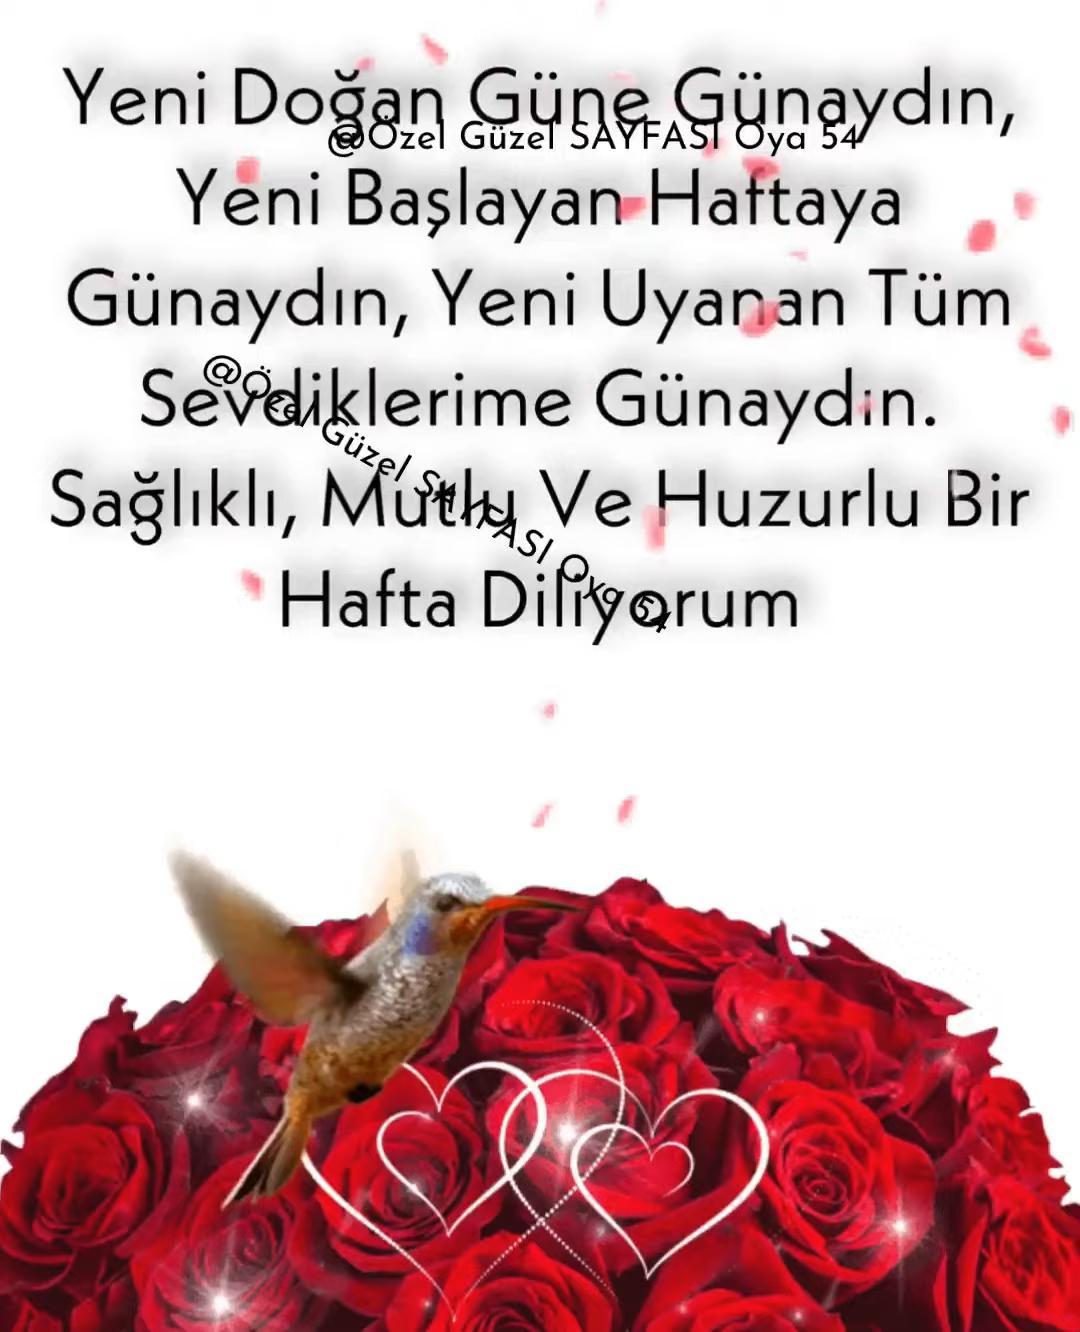 Yeni Doğan Güne Günaydın,
@Özel Güzel SAYFASI Oya 54
Yeni Başlayan Haftaya
Günaydın, Yeni Uyanan Tüm
Sevdiklerime Günaydın.
@Özel Güzel SAYFASI Oya 54
Sağlıklı, Mutlu Ve Huzurlu Bir
Hafta Diliyorum